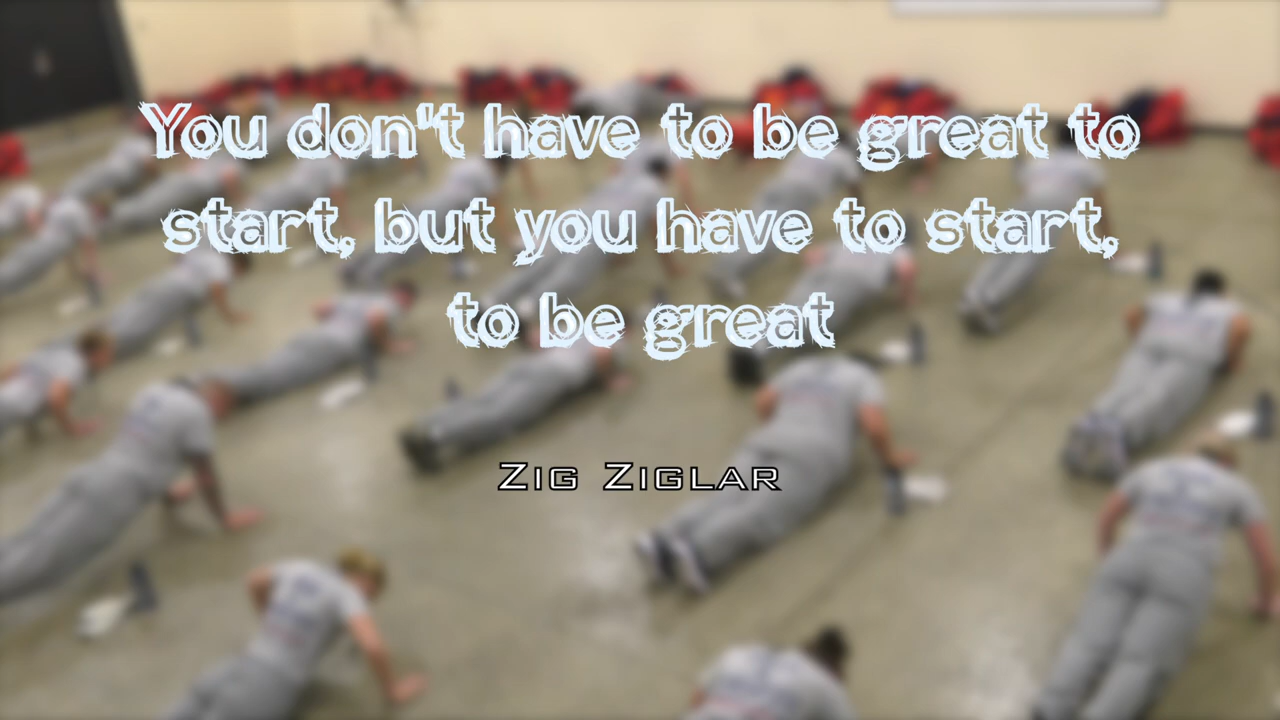 You don't have to be great to
start, but you have to start,
to be great
Zig Ziglar